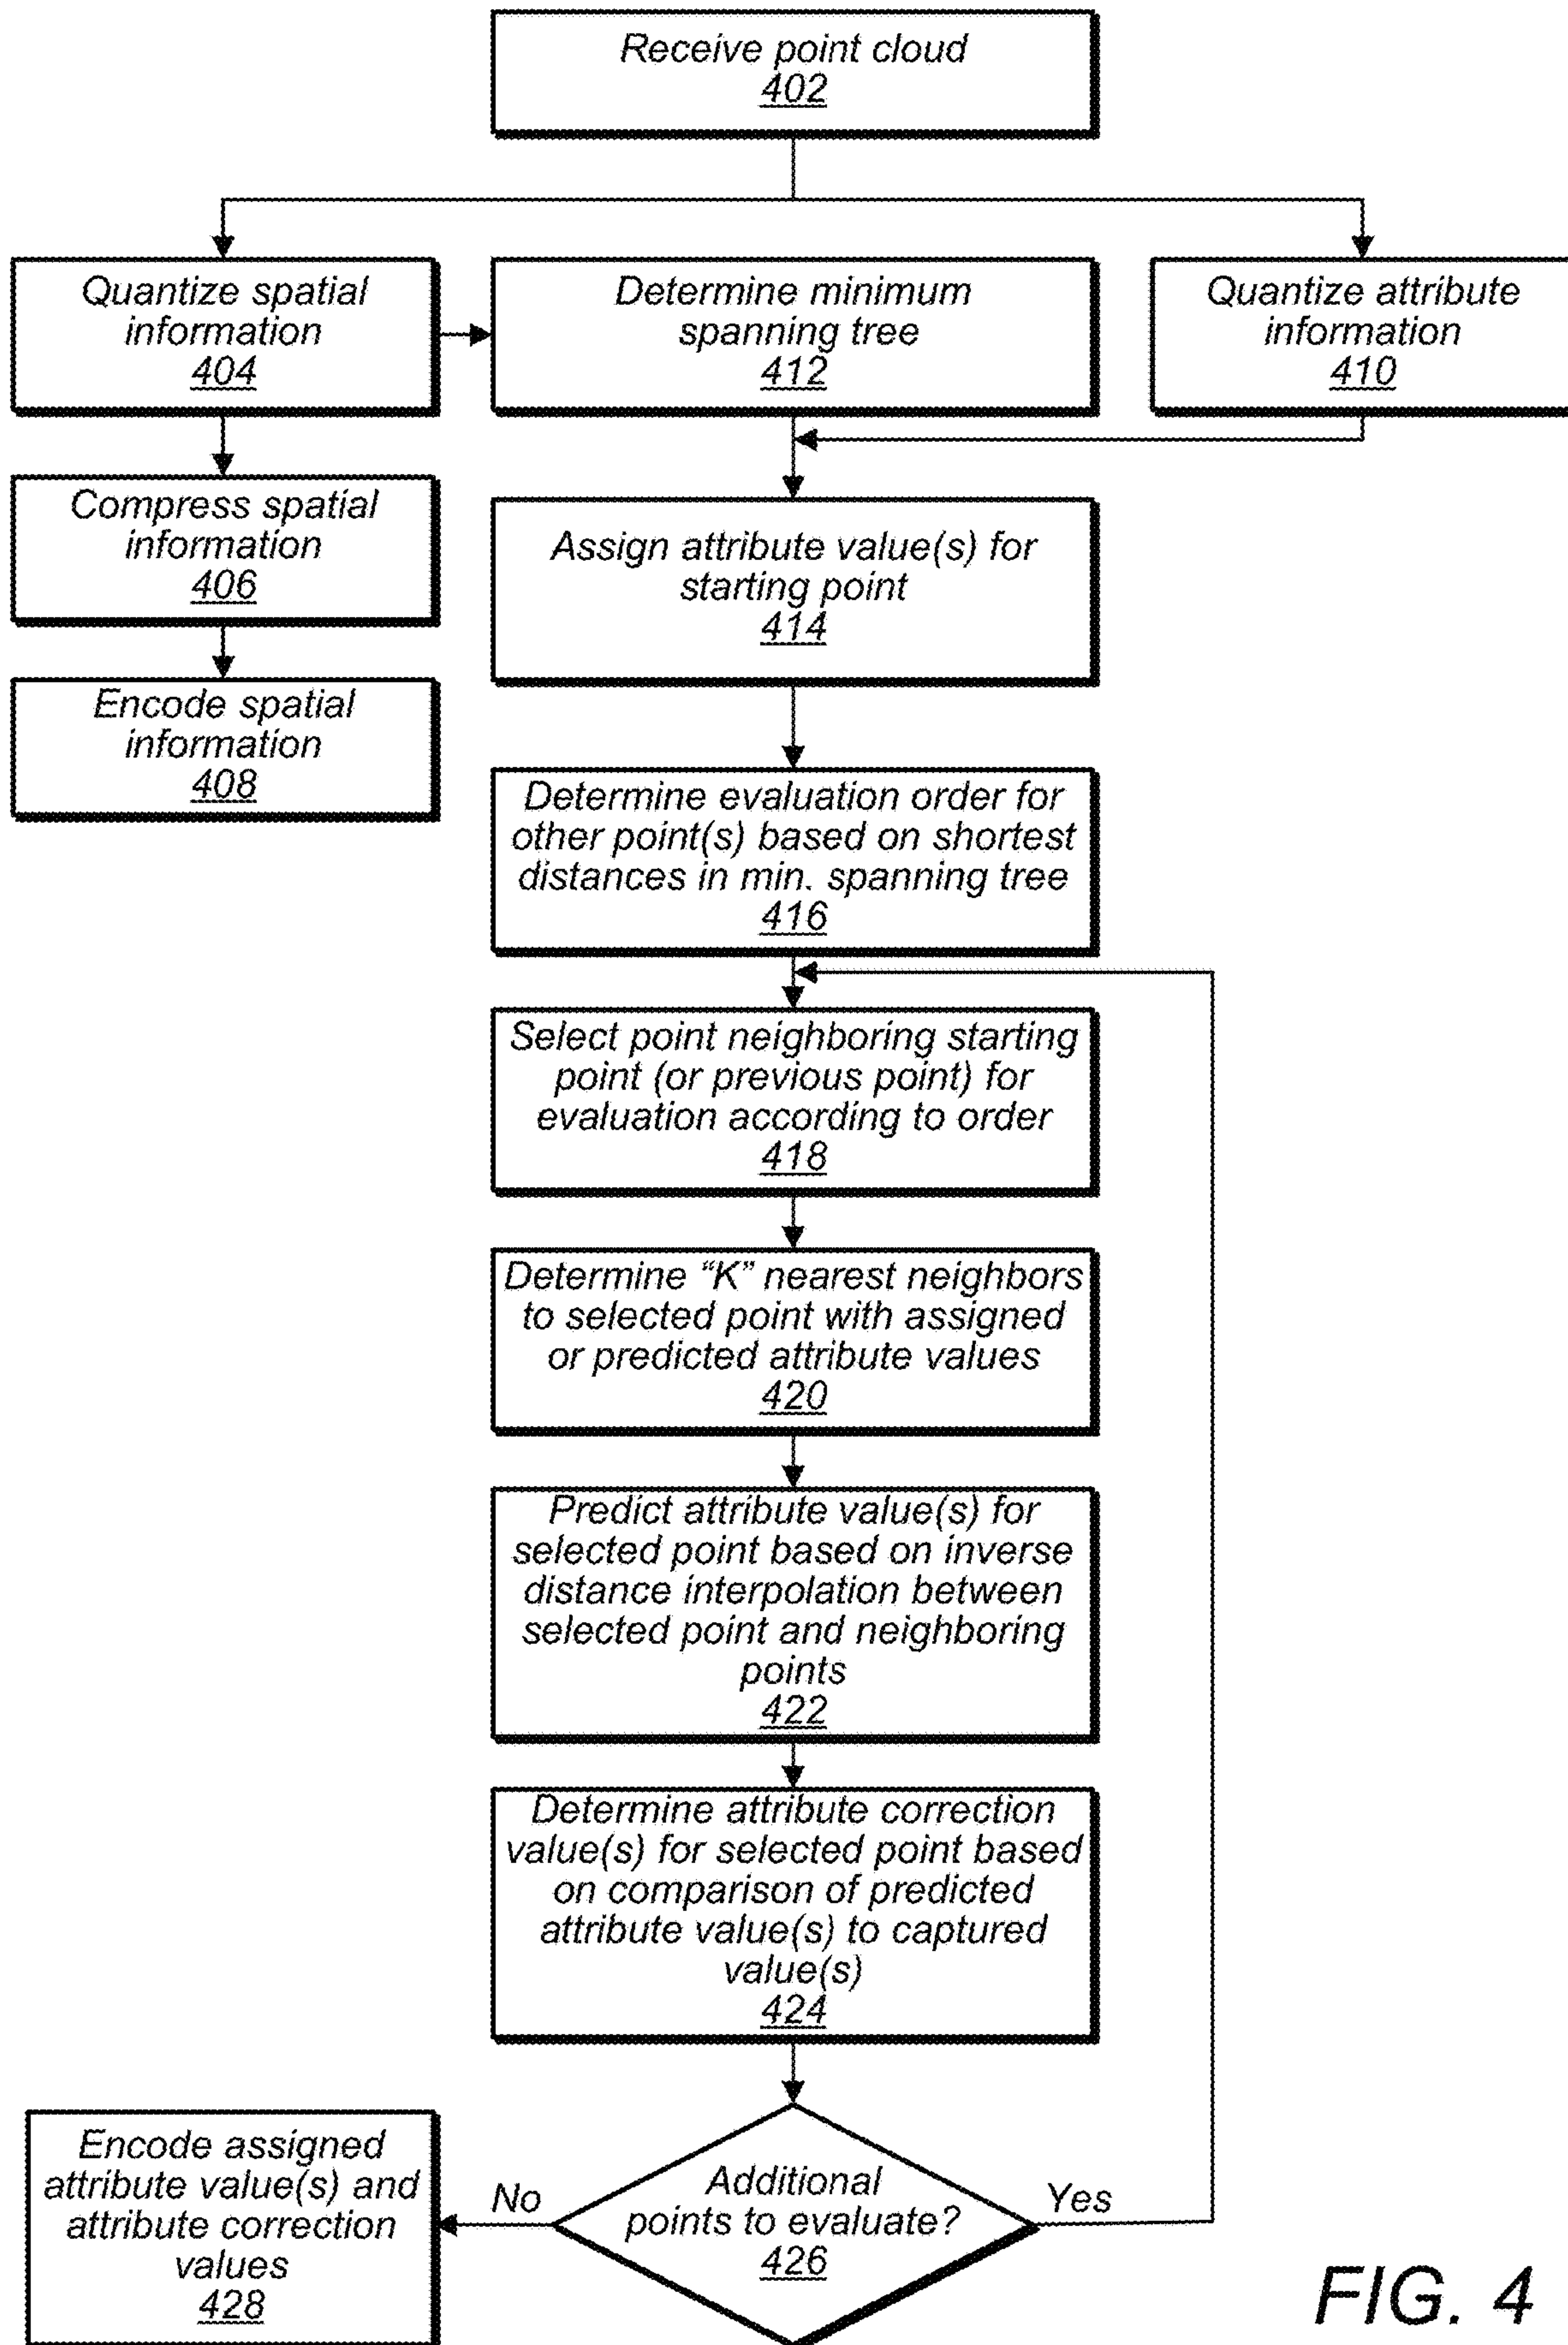 Receive point cloud
402
Quantize spatial
information
404
Determine minimum
spanning tree
412
Quantize attribute
information
410
Compress spatial
information
406
Assign attribute value(s) for
starting point
414
Encode spatial
information
408
Determine evaluation order for
other point(s) based on shortest
distances in min. spanning tree
416
Select point neighboring starting
point (or previous point) for
evaluation according to order
418
Determine “K” nearest neighbors
to selected point with assigned
or predicted attribute values
420
Predict attribute value(s) for
selected point based on inverse
distance interpolation between
selected point and neighboring
points
422
Determine attribute correction
value(s) for selected point based
on comparison of predicted
attribute value(s) to captured
value(s)
424
Encode assigned
attribute value(s) and
attribute correction
values
428
No
Additional
points to evaluate?
426
Yes
FIG. 4